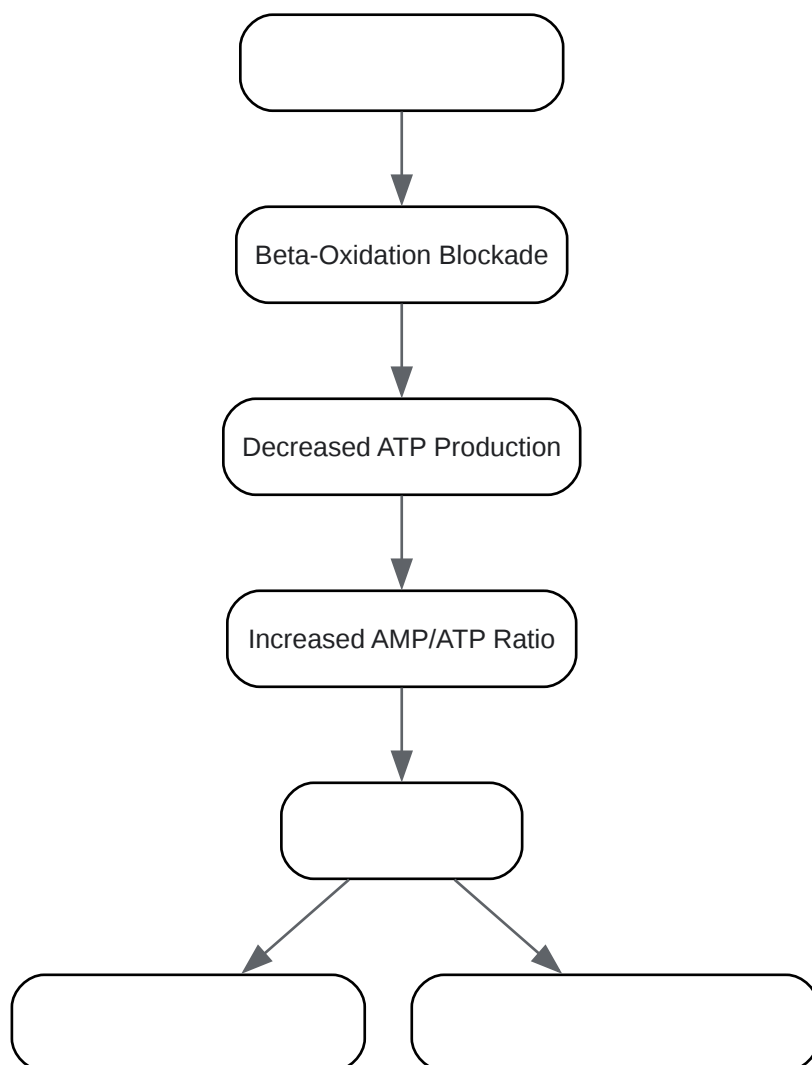 Beta-Oxidation Blockade
Decreased ATP Production
Increased AMP/ATP Ratio